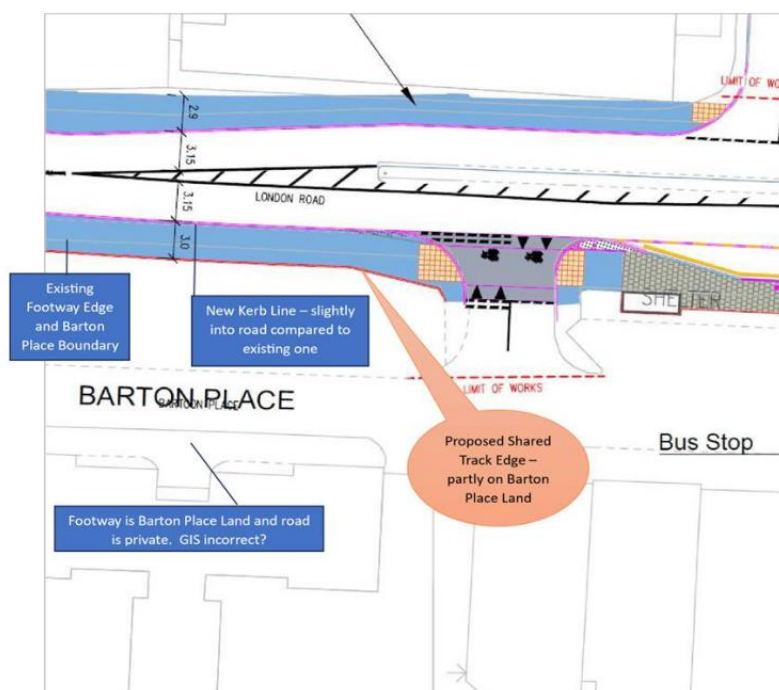 LIMIT OF WORKS
2.9
3.15
3.15
LONDON ROAD
3.0
Existing
Footway Edge
and Barton
Place Boundary
New Kerb Line – slightly
into road compared to
existing one
SHELTER
LIMIT OF WORKS
BARTON PLACE
Proposed Shared
Track Edge –
partly on Barton
Place Land
Bus Stop
Footway is Barton Place Land and road
is private.  GIS incorrect?